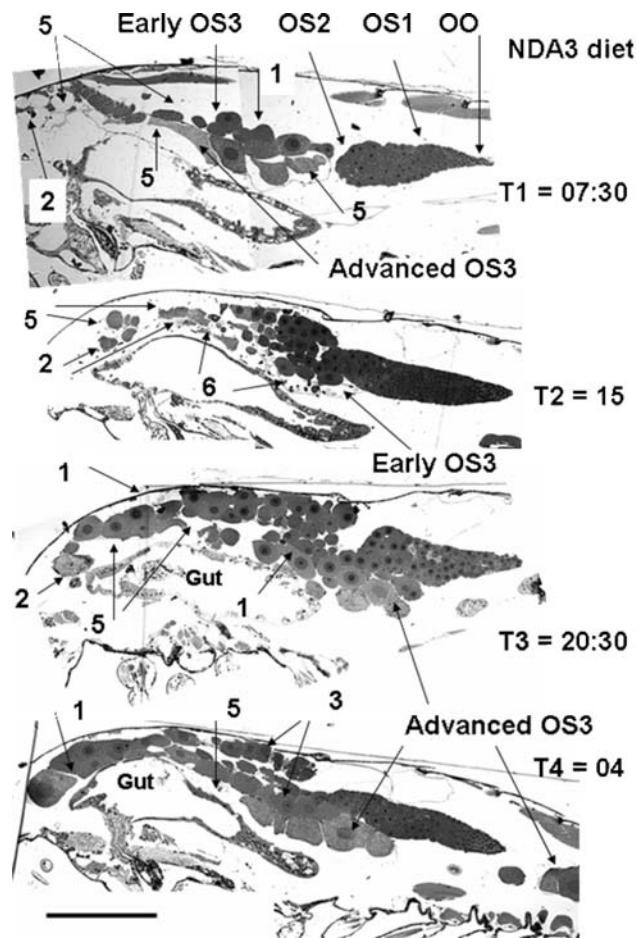 5 Early OS3 OS2 OS1 OO
1 NDA3 diet
2 5 5 T1 = 07:30
Advanced OS3
5
2 6 T2 = 15
Early OS3
1
Gut
2 5 1 T3 = 20:30
1 5 3 Advanced OS3
Gut T4 = 04